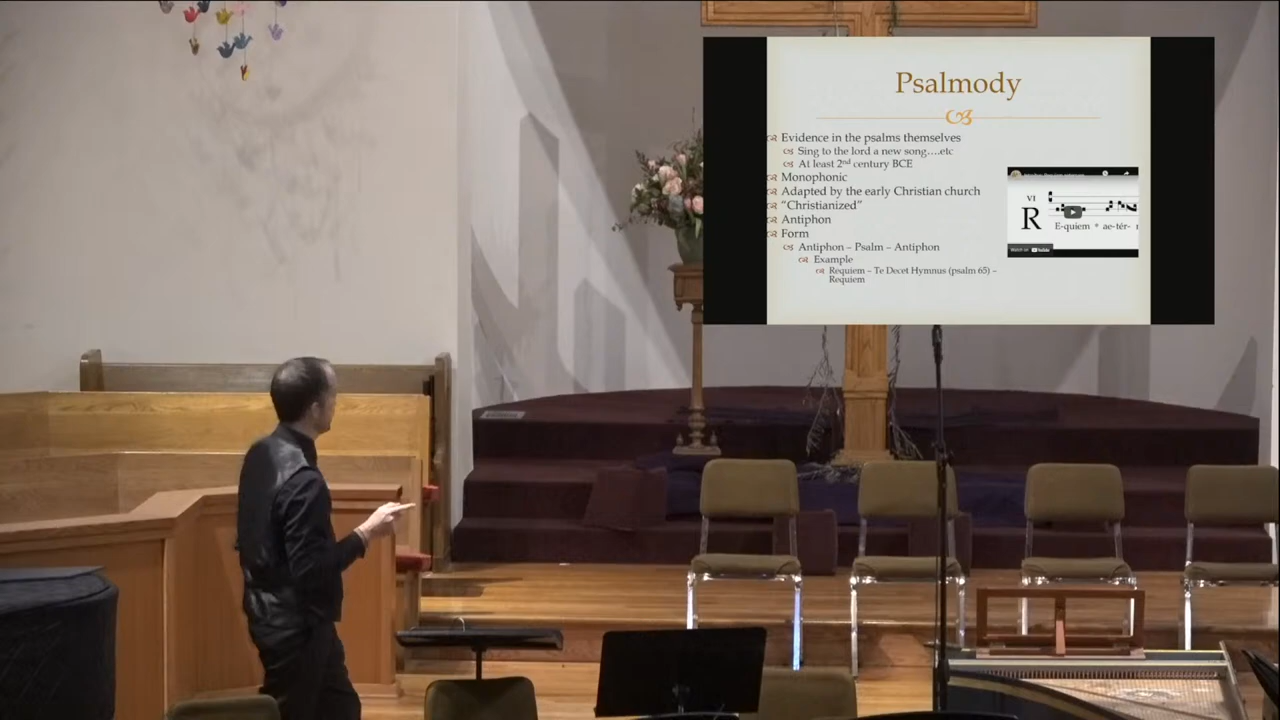 Psalmody
Evidence in the psalms themselves
Sing to the lord a new song….etc
At least 2nd century BCE
Monophonic
Adapted by the early Christian church
“Christianized”
Antiphon
Form
Antiphon – Psalm – Antiphon
Example
Requiem – Te Decet Hymnus (psalm 65) –
Requiem
VI
R
E-quiem * ae-tér-
Watch on YouTube